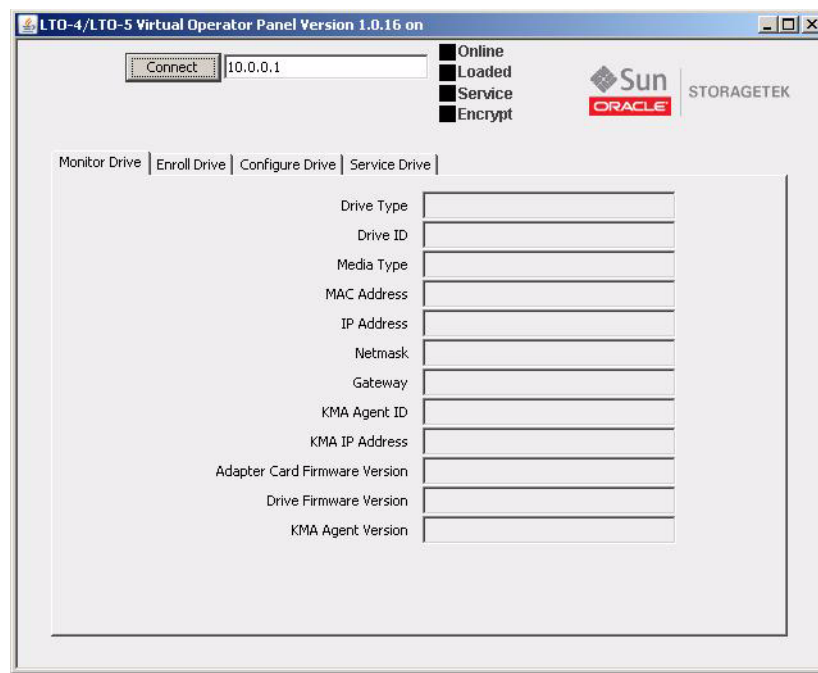 LTO-4/LTO-5 Virtual Operator Panel Version 1.0.16 on
Connect 10.0.0.1
Online
Loaded
Service
Encrypt
Sun
ORACLE
STORAGETEK
Monitor Drive Enroll Drive Configure Drive Service Drive
Drive Type
Drive ID
Media Type
MAC Address
IP Address
Netmask
Gateway
KMA Agent ID
KMA IP Address
Adapter Card Firmware Version
Drive Firmware Version
KMA Agent Version